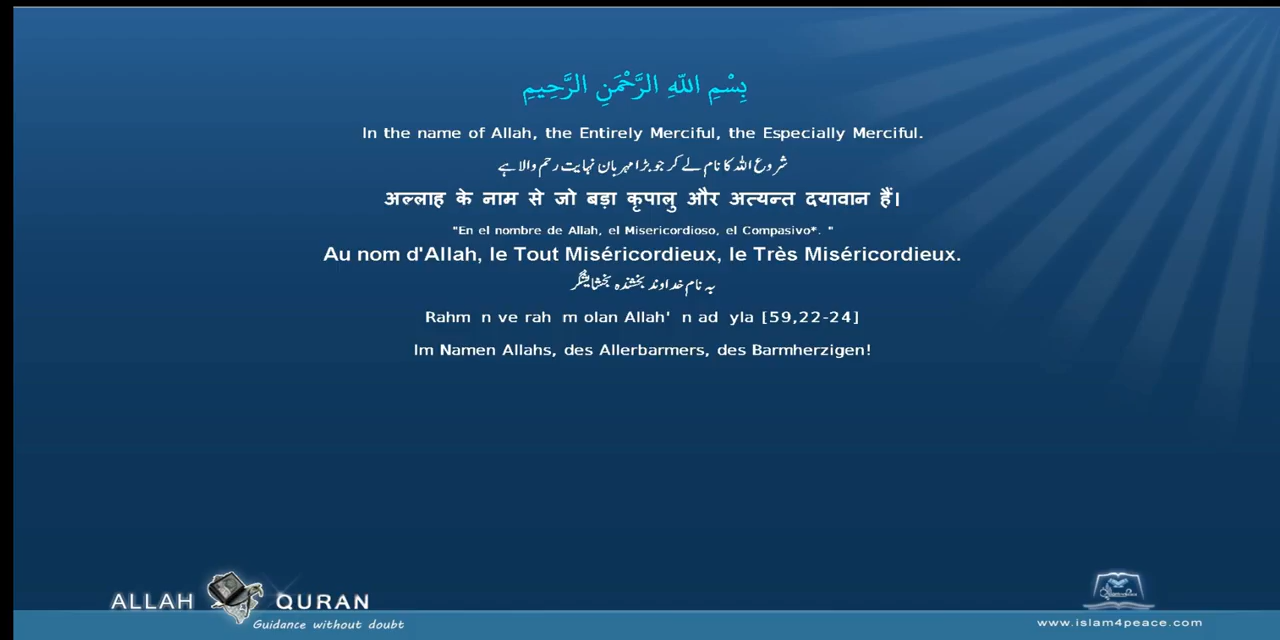 بِسْمِ اللّهِ الرَّحْمَنِ الرَّحِيمِ
In the name of Allah, the Entirely Merciful, the Especially Merciful.
شروع اللہ کا نام لے کر جو بڑا مہربان نہایت رحم والا ہے
अल्लाह के नाम से जो बड़ा कृपालु और अत्यन्त दयावान हैं।
"En el nombre de Allah, el Misericordioso, el Compasivo*. "
Au nom d'Allah, le Tout Miséricordieux, le Très Miséricordieux.
به نام خداوند بخشنده بخشایشگر
Rahm n ve rah m olan Allah' n ad yla [59,22-24]
Im Namen Allahs, des Allerbarmers, des Barmherzigen!
ALLAH QURAN
Guidance without doubt
www.islam4peace.com